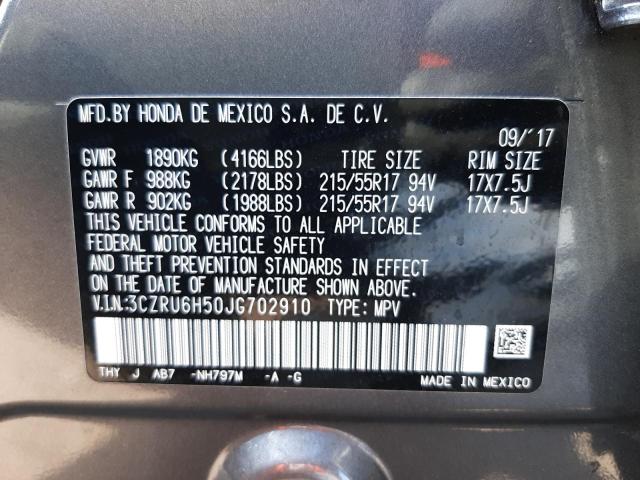 MFD.BY HONDA DE MEXICO S.A. DE C.V.
09/'17
GVWR 1890KG (4166LBS) TIRE SIZE RIM SIZE
GAWR F 988KG (2178LBS) 215/55R17 94V 17X7.5J
GAWR R 902KG (1988LBS) 215/55R17 94V 17X7.5J
THIS VEHICLE CONFORMS TO ALL APPLICABLE
FEDERAL MOTOR VEHICLE SAFETY
AND THEFT PREVENTION STANDARDS IN EFFECT
ON THE DATE OF MANUFACTURE SHOWN ABOVE.
V.I.N:3CZRU6H50JG702910 TYPE: MPV
THY J AB7 -NH797M -A -G
MADE IN MEXICO